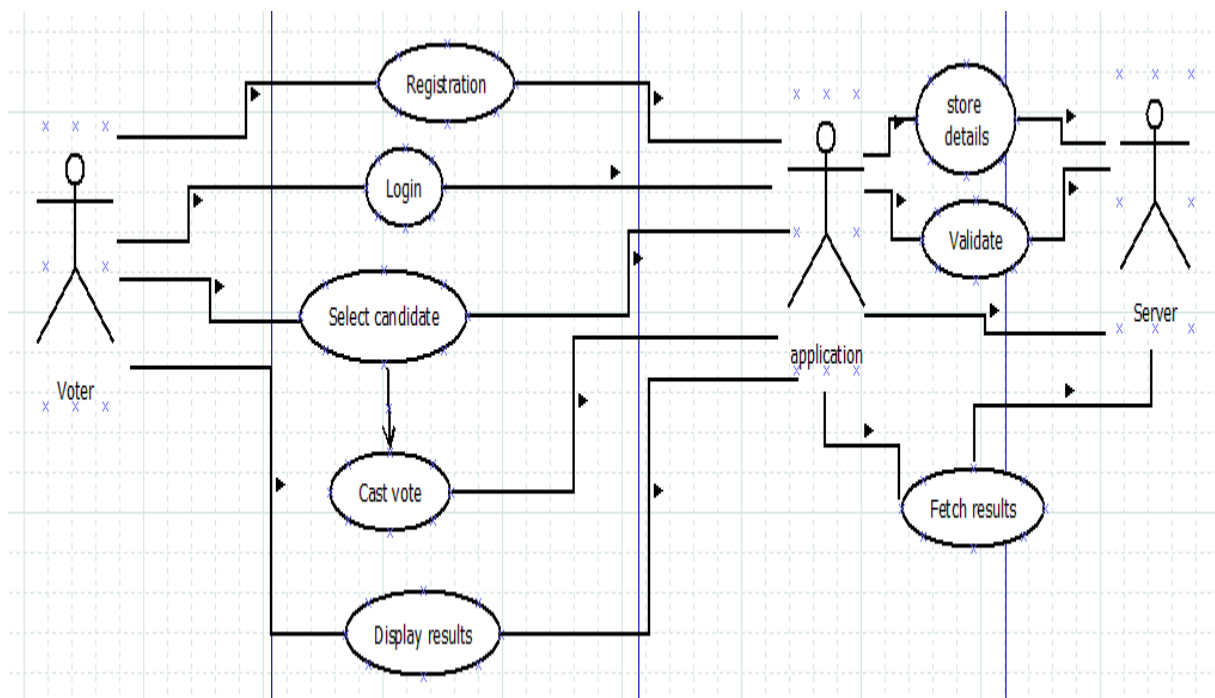 Registration
store
details
Login
Validate
Select candidate
Server
application
Voter
Cast vote
Fetch results
Display results